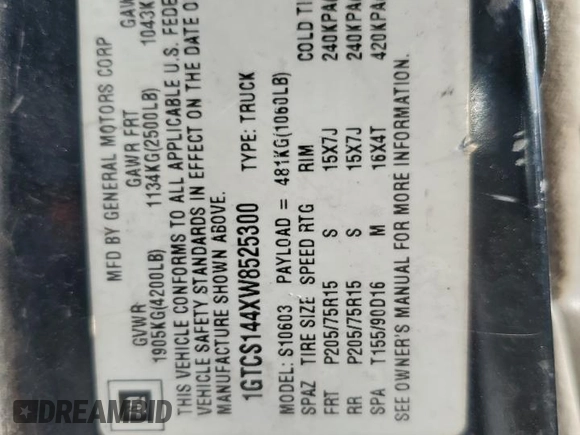 MFD BY GENERAL MOTORS CORP
GVWR GAWR FRT GAW
1905KG(4200LB) 1134KG(2500LB) 1043K
THIS VEHICLE CONFORMS TO ALL APPLICABLE U.S. FEDE
VEHICLE SAFETY STANDARDS IN EFFECT ON THE DATE O
MANUFACTURE SHOWN ABOVE.
1GTCS144XW8525300 TYPE: TRUCK
MODEL: S10603 PAYLOAD = 481KG(1060LB)
SPAZ TIRE SIZE SPEED RTG RIM COLD TI
FRT P205/75R15 S 15X7J 240KPA
RR P205/75R15 S 15X7J 240KPA
SPA T155/90D16 M 16X4T 420KPA
SEE OWNER'S MANUAL FOR MORE INFORMATION.
GM
DREAMBID